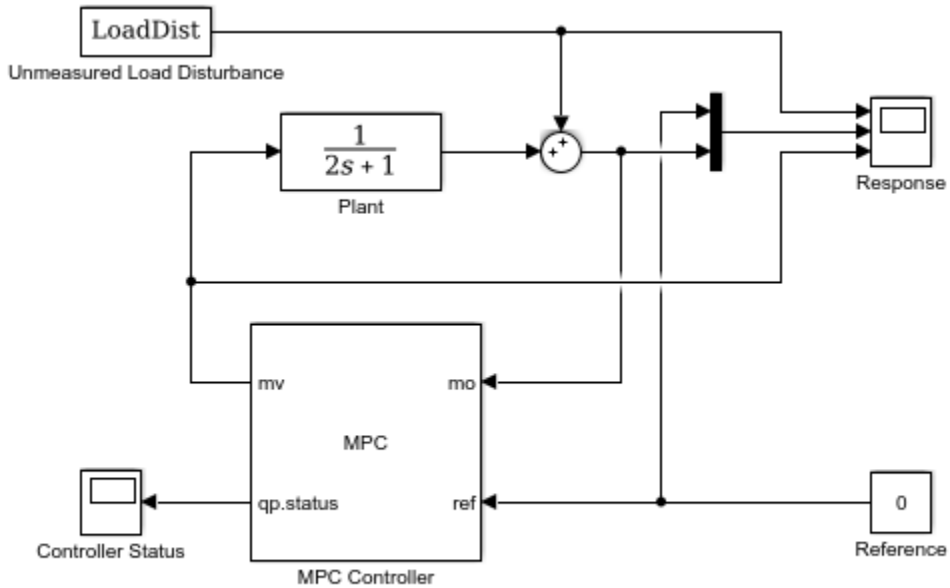 LoadDist
Unmeasured Load Disturbance
1
2s + 1
Plant
+ +
Response
mv
mo
MPC
qp.status
ref
MPC Controller
Controller Status
0
Reference